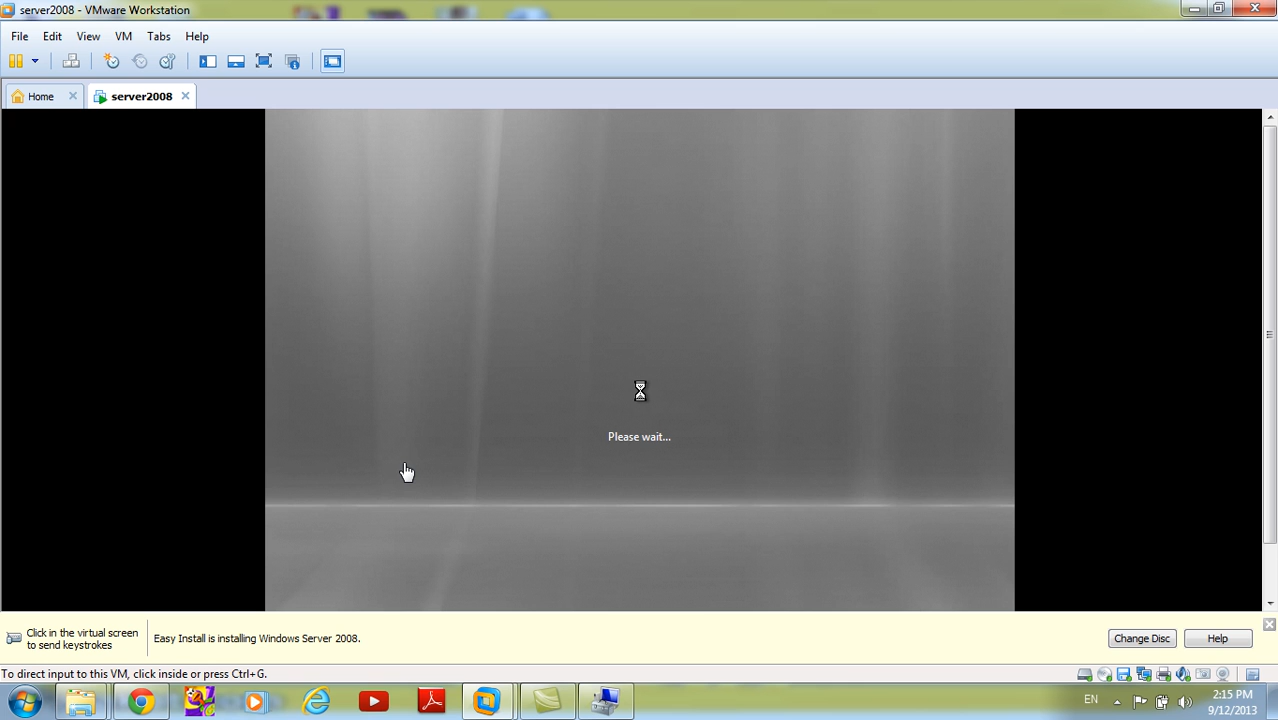 server2008 - VMware Workstation
File Edit View VM Tabs Help
Home server2008
Please wait...
Click in the virtual screen
to send keystrokes
Easy Install is installing Windows Server 2008.
Change Disc Help
To direct input to this VM, click inside or press Ctrl+G.
EN
2:15 PM
9/12/2013